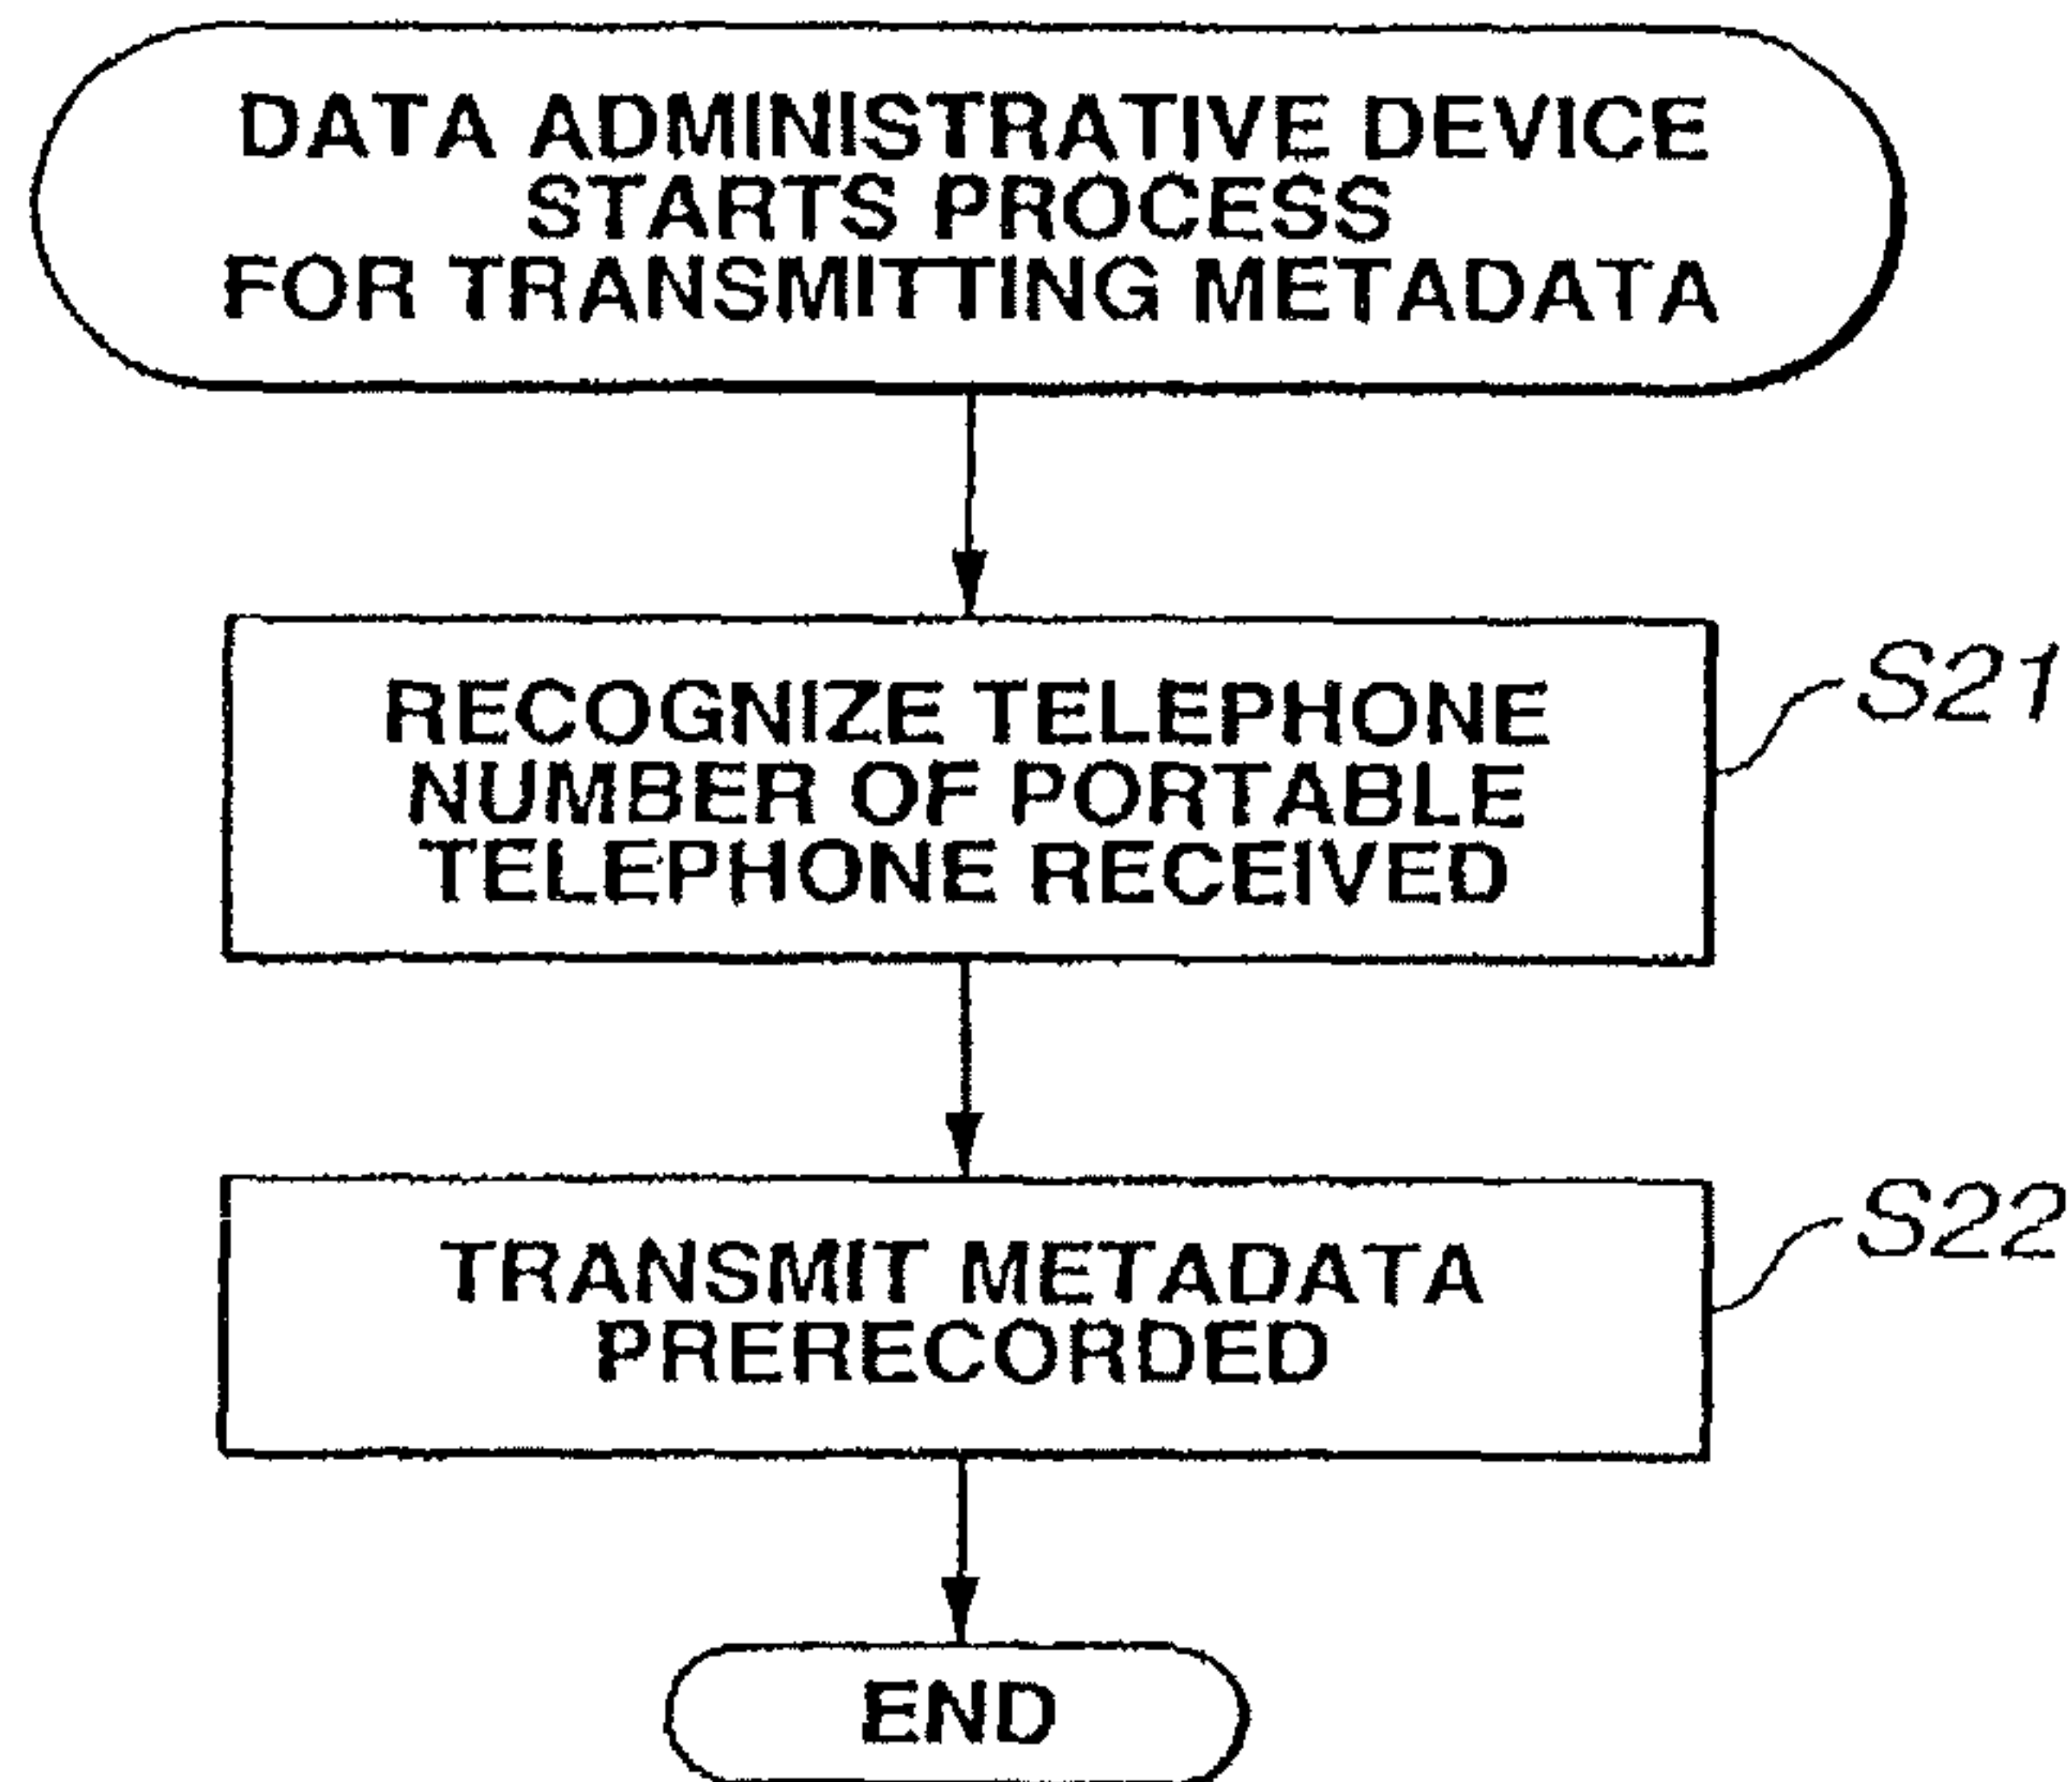 DATA ADMINISTRATIVE DEVICE
STARTS PROCESS
FOR TRANSMITTING METADATA
RECOGNIZE TELEPHONE
NUMBER OF PORTABLE
TELEPHONE RECEIVED
S21
TRANSMIT METADATA
PRERECORDED
S22
END